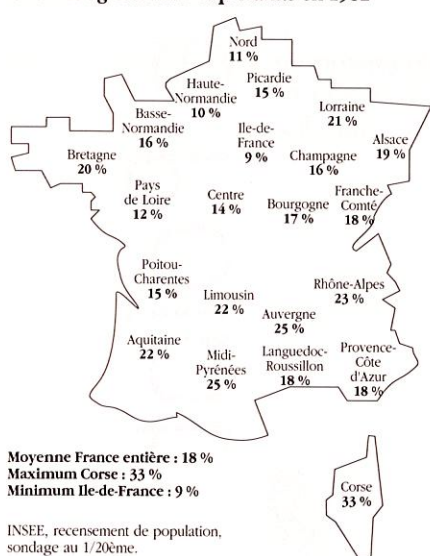 Nord
11 %
Haute-
Normandie
10 %
Picardie
15 %
Lorraine
21 %
Basse-
Normandie
16 %
Ile-de-
France
9 %
Alsace
19 %
Champagne
16 %
Bretagne
20 %
Pays
de Loire
12 %
Centre
14 %
Bourgogne
17 %
Franche-
Comté
18 %
Poitou-
Charentes
15 %
Limousin
22 %
Rhône-Alpes
23 %
Auvergne
25 %
Aquitaine
22 %
Midi-
Pyrénées
25 %
Languedoc-
Roussillon
18 %
Provence-
Côte
d'Azur
18 %
Moyenne France entière : 18 %
Maximum Corse : 33 %
Minimum Ile-de-France : 9 %
Corse
33 %
INSEE, recensement de population,
sondage au 1/20ème.